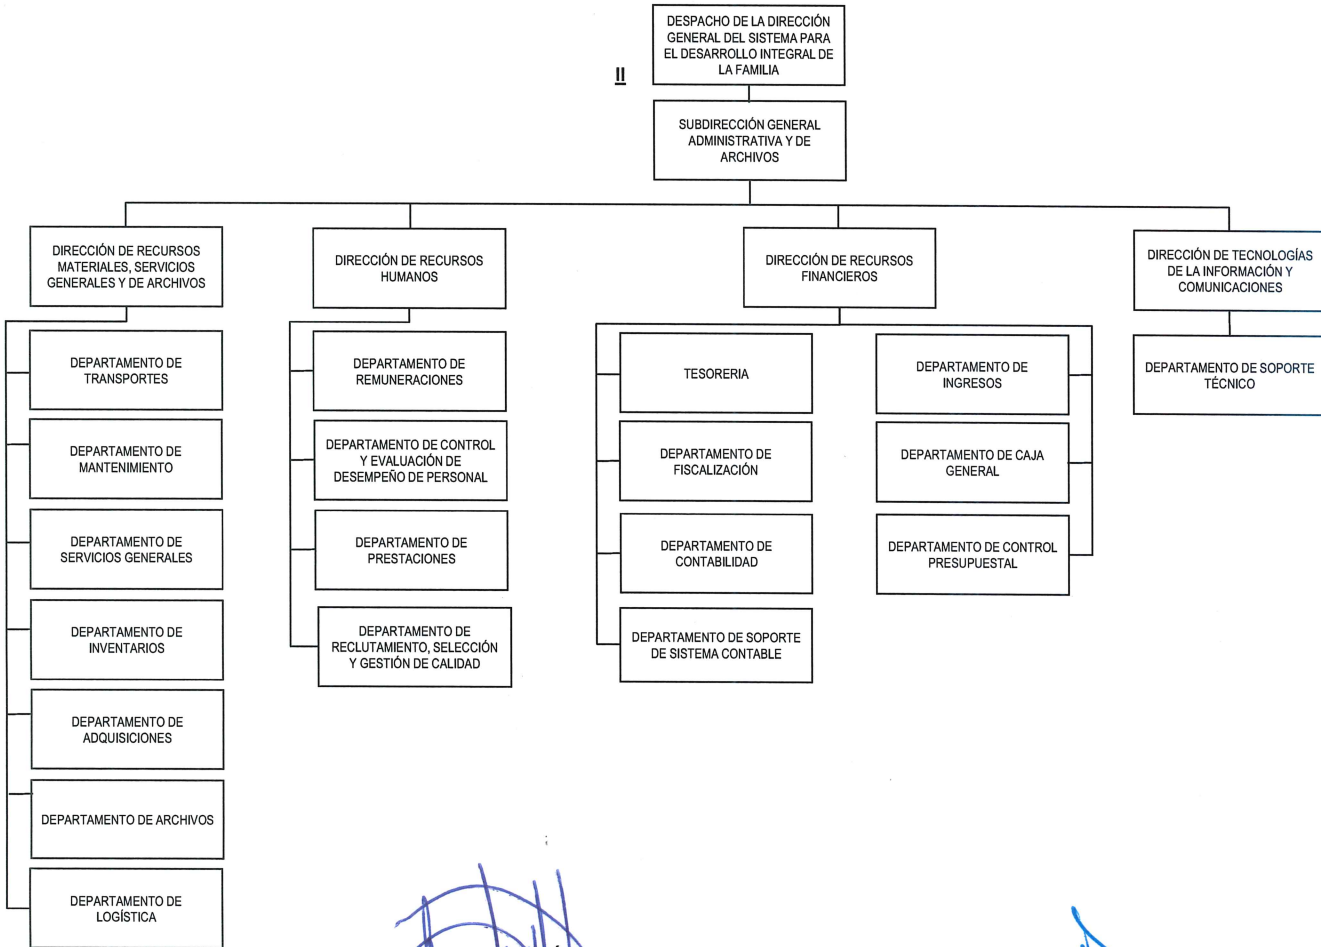 DESPACHO DE LA DIRECCIÓN
GENERAL DEL SISTEMA PARA
EL DESARROLLO INTEGRAL DE
LA FAMILIA
II
SUBDIRECCIÓN GENERAL
ADMINISTRATIVA Y DE
ARCHIVOS
DIRECCIÓN DE RECURSOS
MATERIALES, SERVICIOS
GENERALES Y DE ARCHIVOS
DEPARTAMENTO DE
TRANSPORTES
DEPARTAMENTO DE
MANTENIMIENTO
DEPARTAMENTO DE
SERVICIOS GENERALES
DEPARTAMENTO DE
INVENTARIOS
DEPARTAMENTO DE
ADQUISICIONES
DEPARTAMENTO DE ARCHIVOS
DEPARTAMENTO DE
LOGÍSTICA
DIRECCIÓN DE RECURSOS
HUMANOS
DEPARTAMENTO DE
REMUNERACIONES
DEPARTAMENTO DE CONTROL
Y EVALUACIÓN DE
DESEMPEÑO DE PERSONAL
DEPARTAMENTO DE
PRESTACIONES
DEPARTAMENTO DE
RECLUTAMIENTO, SELECCIÓN
Y GESTIÓN DE CALIDAD
DIRECCIÓN DE RECURSOS
FINANCIEROS
TESORERIA
DEPARTAMENTO DE
FISCALIZACIÓN
DEPARTAMENTO DE
CONTABILIDAD
DEPARTAMENTO DE SOPORTE
DE SISTEMA CONTABLE
DEPARTAMENTO DE
INGRESOS
DEPARTAMENTO DE CAJA
GENERAL
DEPARTAMENTO DE CONTROL
PRESUPUESTAL
DIRECCIÓN DE TECNOLOGÍAS
DE LA INFORMACIÓN Y
COMUNICACIONES
DEPARTAMENTO DE SOPORTE
TÉCNICO